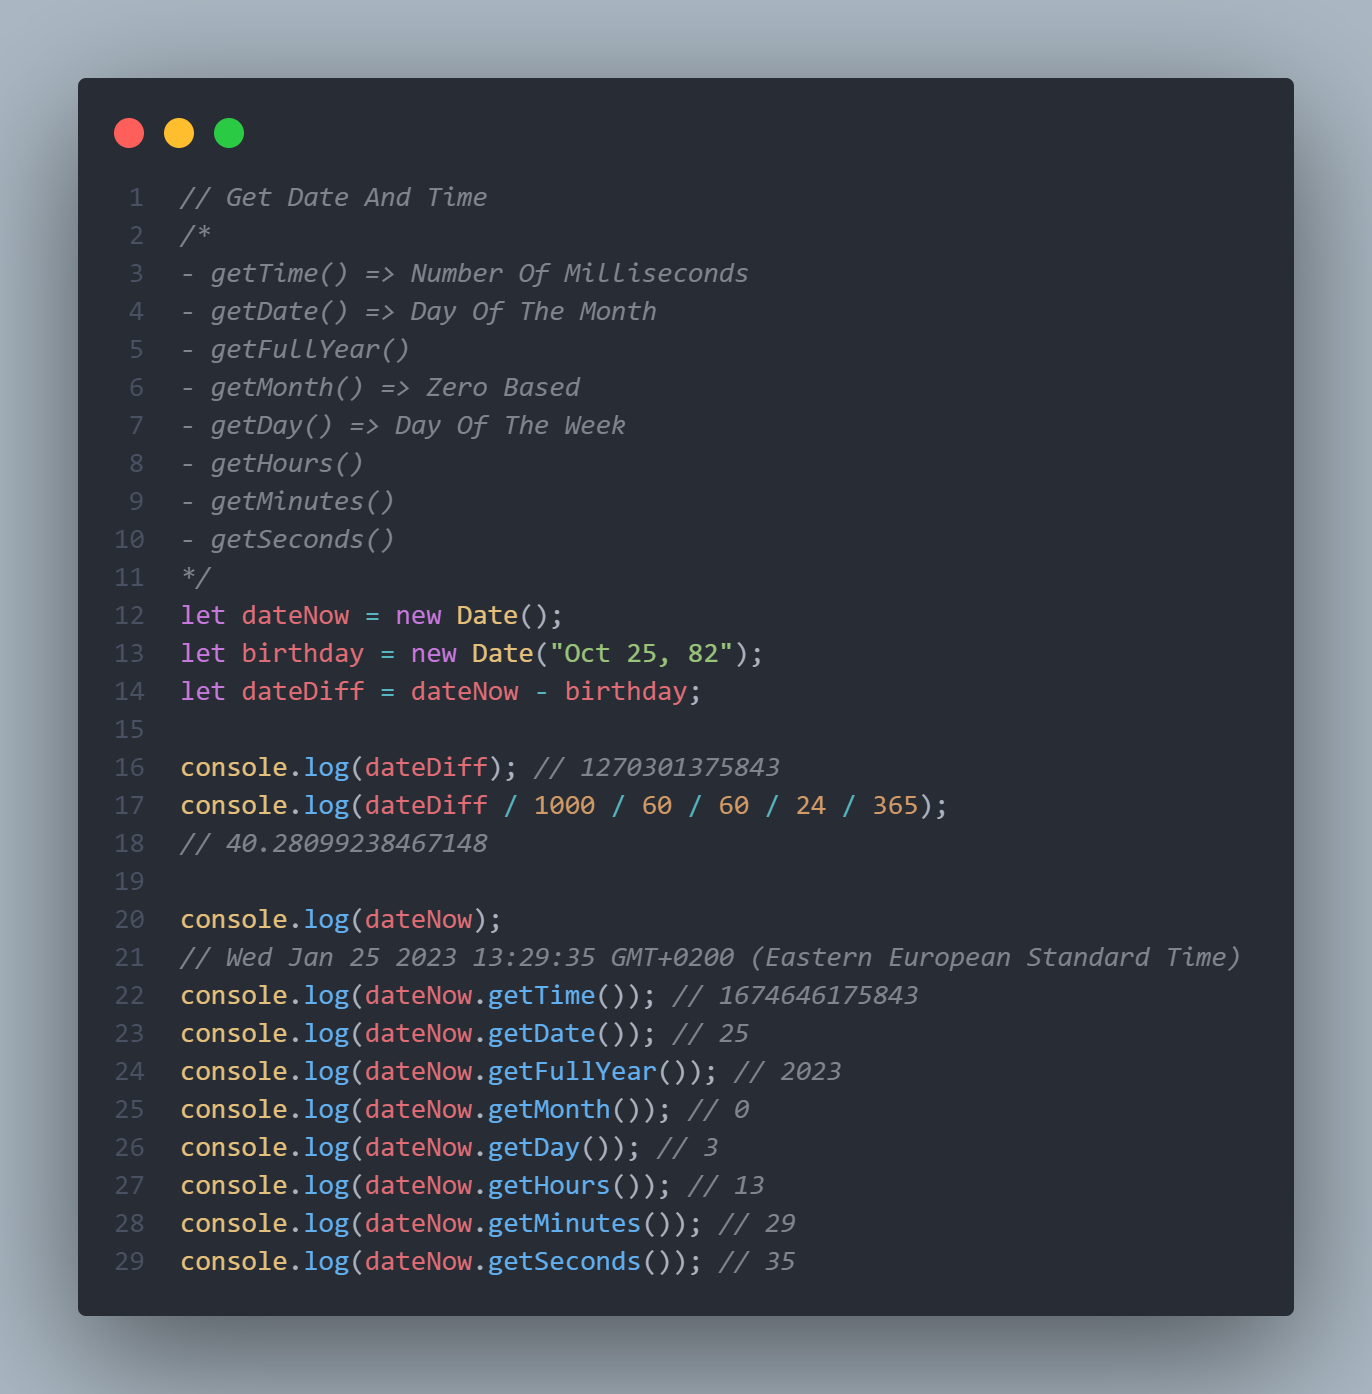 1 // Get Date And Time
2 /*
3 - getTime() => Number Of Milliseconds
4 - getDate() => Day Of The Month
5 - getFullYear()
6 - getMonth() => Zero Based
7 - getDay() => Day Of The Week
8 - getHours()
9 - getMinutes()
10 - getSeconds()
11 */
12 let dateNow = new Date();
13 let birthday = new Date("Oct 25, 82");
14 let dateDiff = dateNow - birthday;
15
16 console.log(dateDiff); // 1270301375843
17 console.log(dateDiff / 1000 / 60 / 60 / 24 / 365);
18 // 40.28099238467148
19
20 console.log(dateNow);
21 // Wed Jan 25 2023 13:29:35 GMT+0200 (Eastern European Standard Time)
22 console.log(dateNow.getTime()); // 1674646175843
23 console.log(dateNow.getDate()); // 25
24 console.log(dateNow.getFullYear()); // 2023
25 console.log(dateNow.getMonth()); // 0
26 console.log(dateNow.getDay()); // 3
27 console.log(dateNow.getHours()); // 13
28 console.log(dateNow.getMinutes()); // 29
29 console.log(dateNow.getSeconds()); // 35